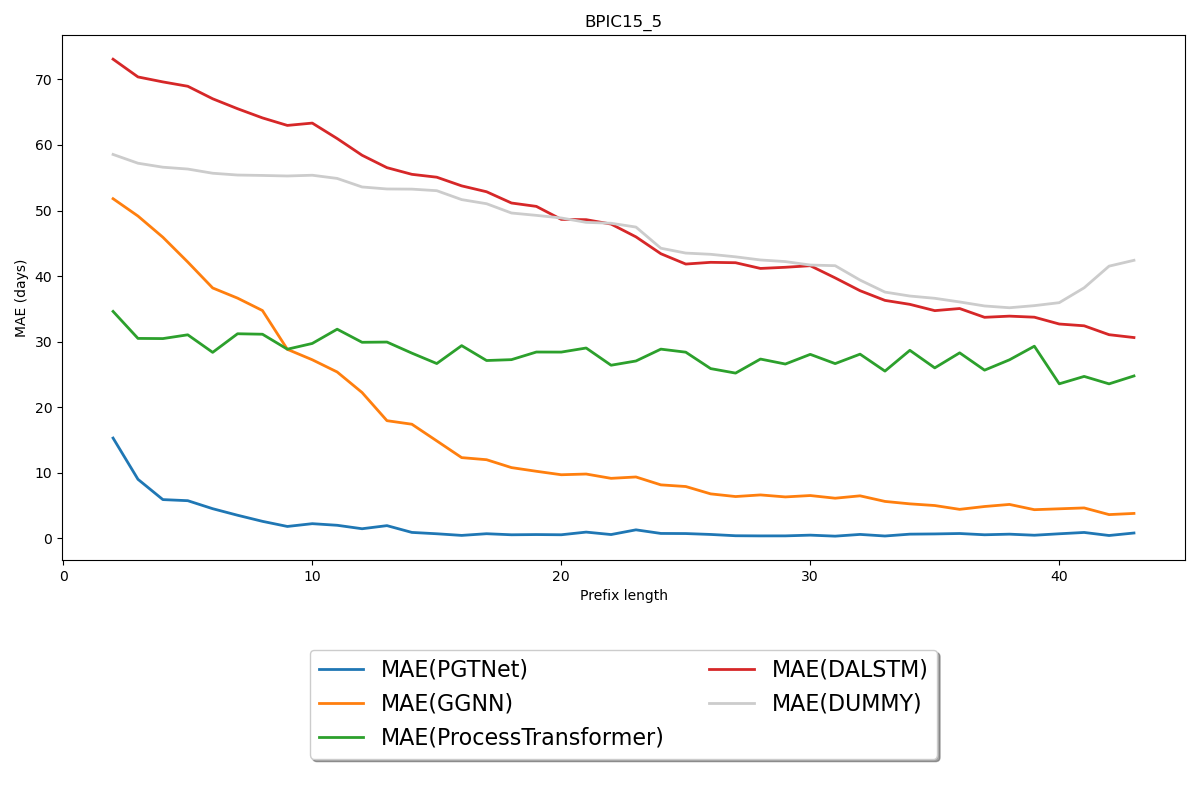 BPIC15_5
MAE (days)
70
60
50
40
30
20
10
0
0 10 20 30 40
Prefix length
MAE(PGTNet)
MAE(GGNN)
MAE(ProcessTransformer)
MAE(DALSTM)
MAE(DUMMY)